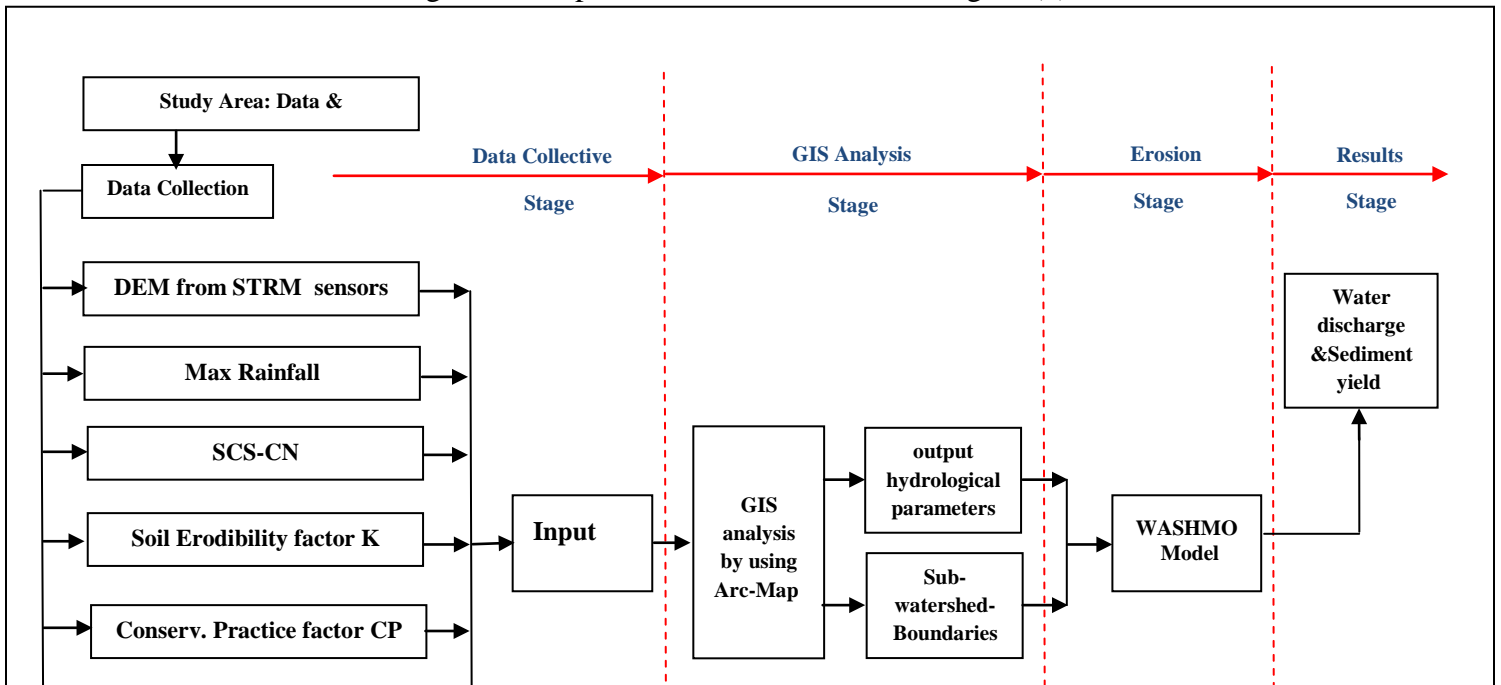 Study Area: Data &
Data Collection
Data Collective
Stage
GIS Analysis
Stage
Erosion
Stage
Results
Stage
DEM from STRM sensors
Max Rainfall
SCS-CN
Soil Erodibility factor K
Conserv. Practice factor CP
Input
GIS
analysis
by using
Arc-Map
output
hydrological
parameters
Sub-
watershed-
Boundaries
WASHMO
Model
Water
discharge
&Sediment
yield